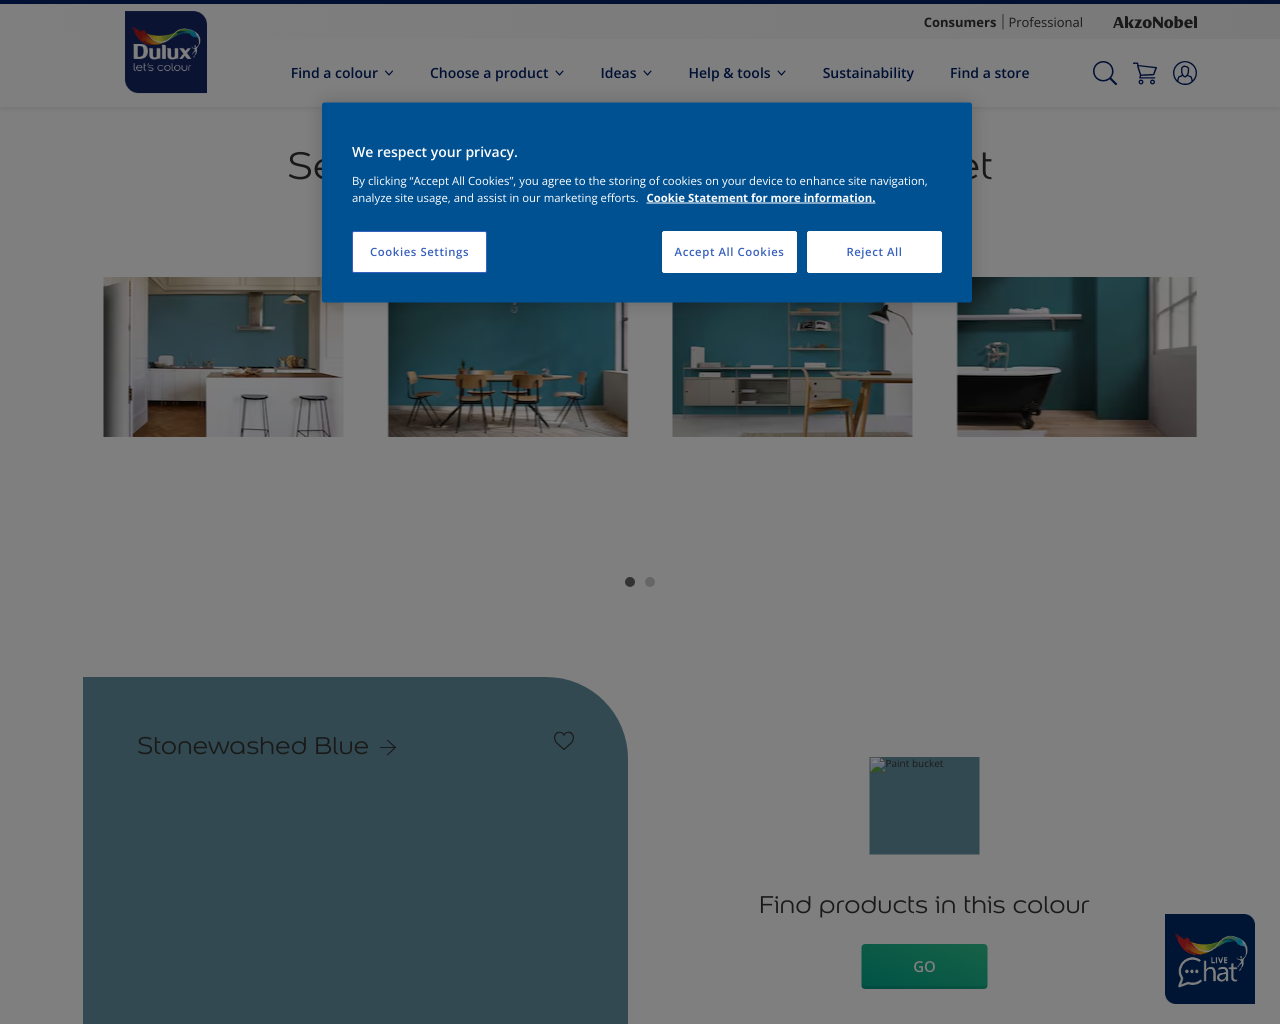 Consumers | Professional
AkzoNobel
Dulux
let's colour
Find a colour
Choose a product
Ideas
Help & tools
Sustainability
Find a store
We respect your privacy.
By clicking “Accept All Cookies”, you agree to the storing of cookies on your device to enhance site navigation,
analyze site usage, and assist in our marketing efforts. Cookie Statement for more information.
Cookies Settings
Accept All Cookies
Reject All
Stonewashed Blue →
Paint bucket
Find products in this colour
GO
LIVE
Chat